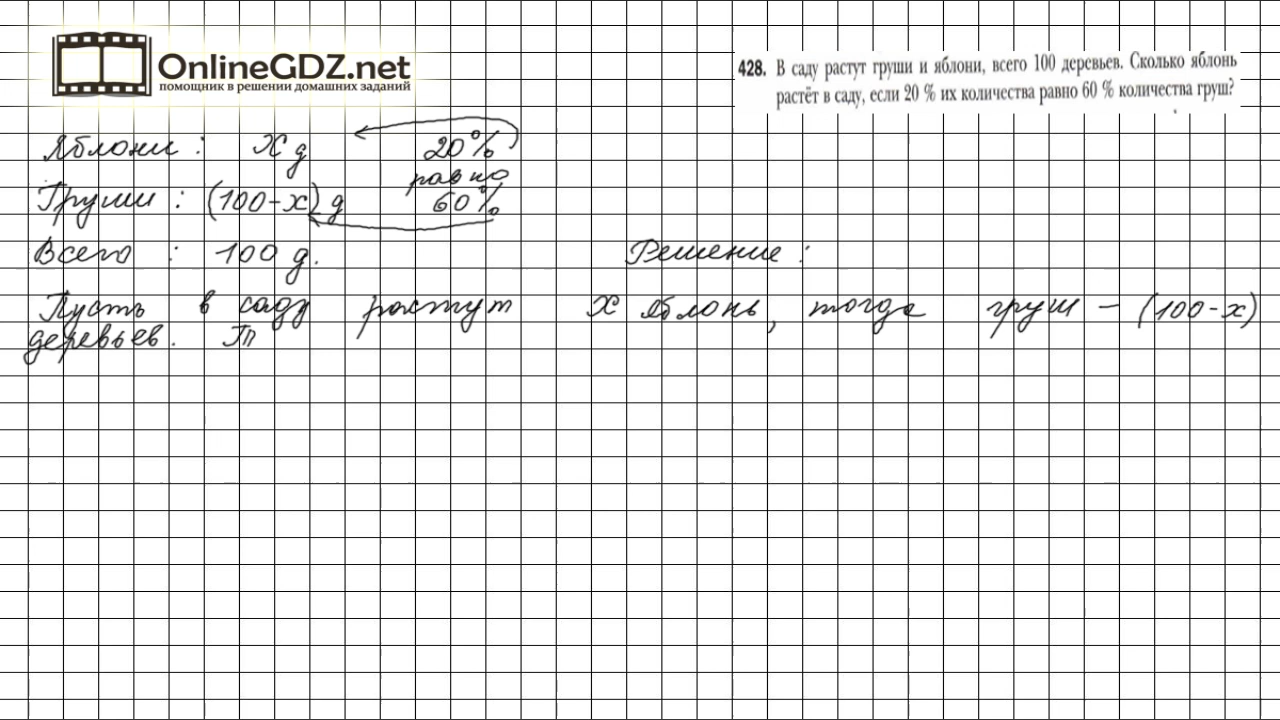 OnlineGDZ.net
помощник в решении домашних заданий
428. В саду растут груши и яблони, всего 100 деревьев. Сколько яблонь
растёт в саду, если 20 % их количества равно 60 % количества груш?
Яблони : х д 20%
равно
Груши : (100-х) д 60%
Всего : 100 д.
Решение :
Пусть в саду растут х яблонь, тогда груш - (100-х)
деревьев. Т